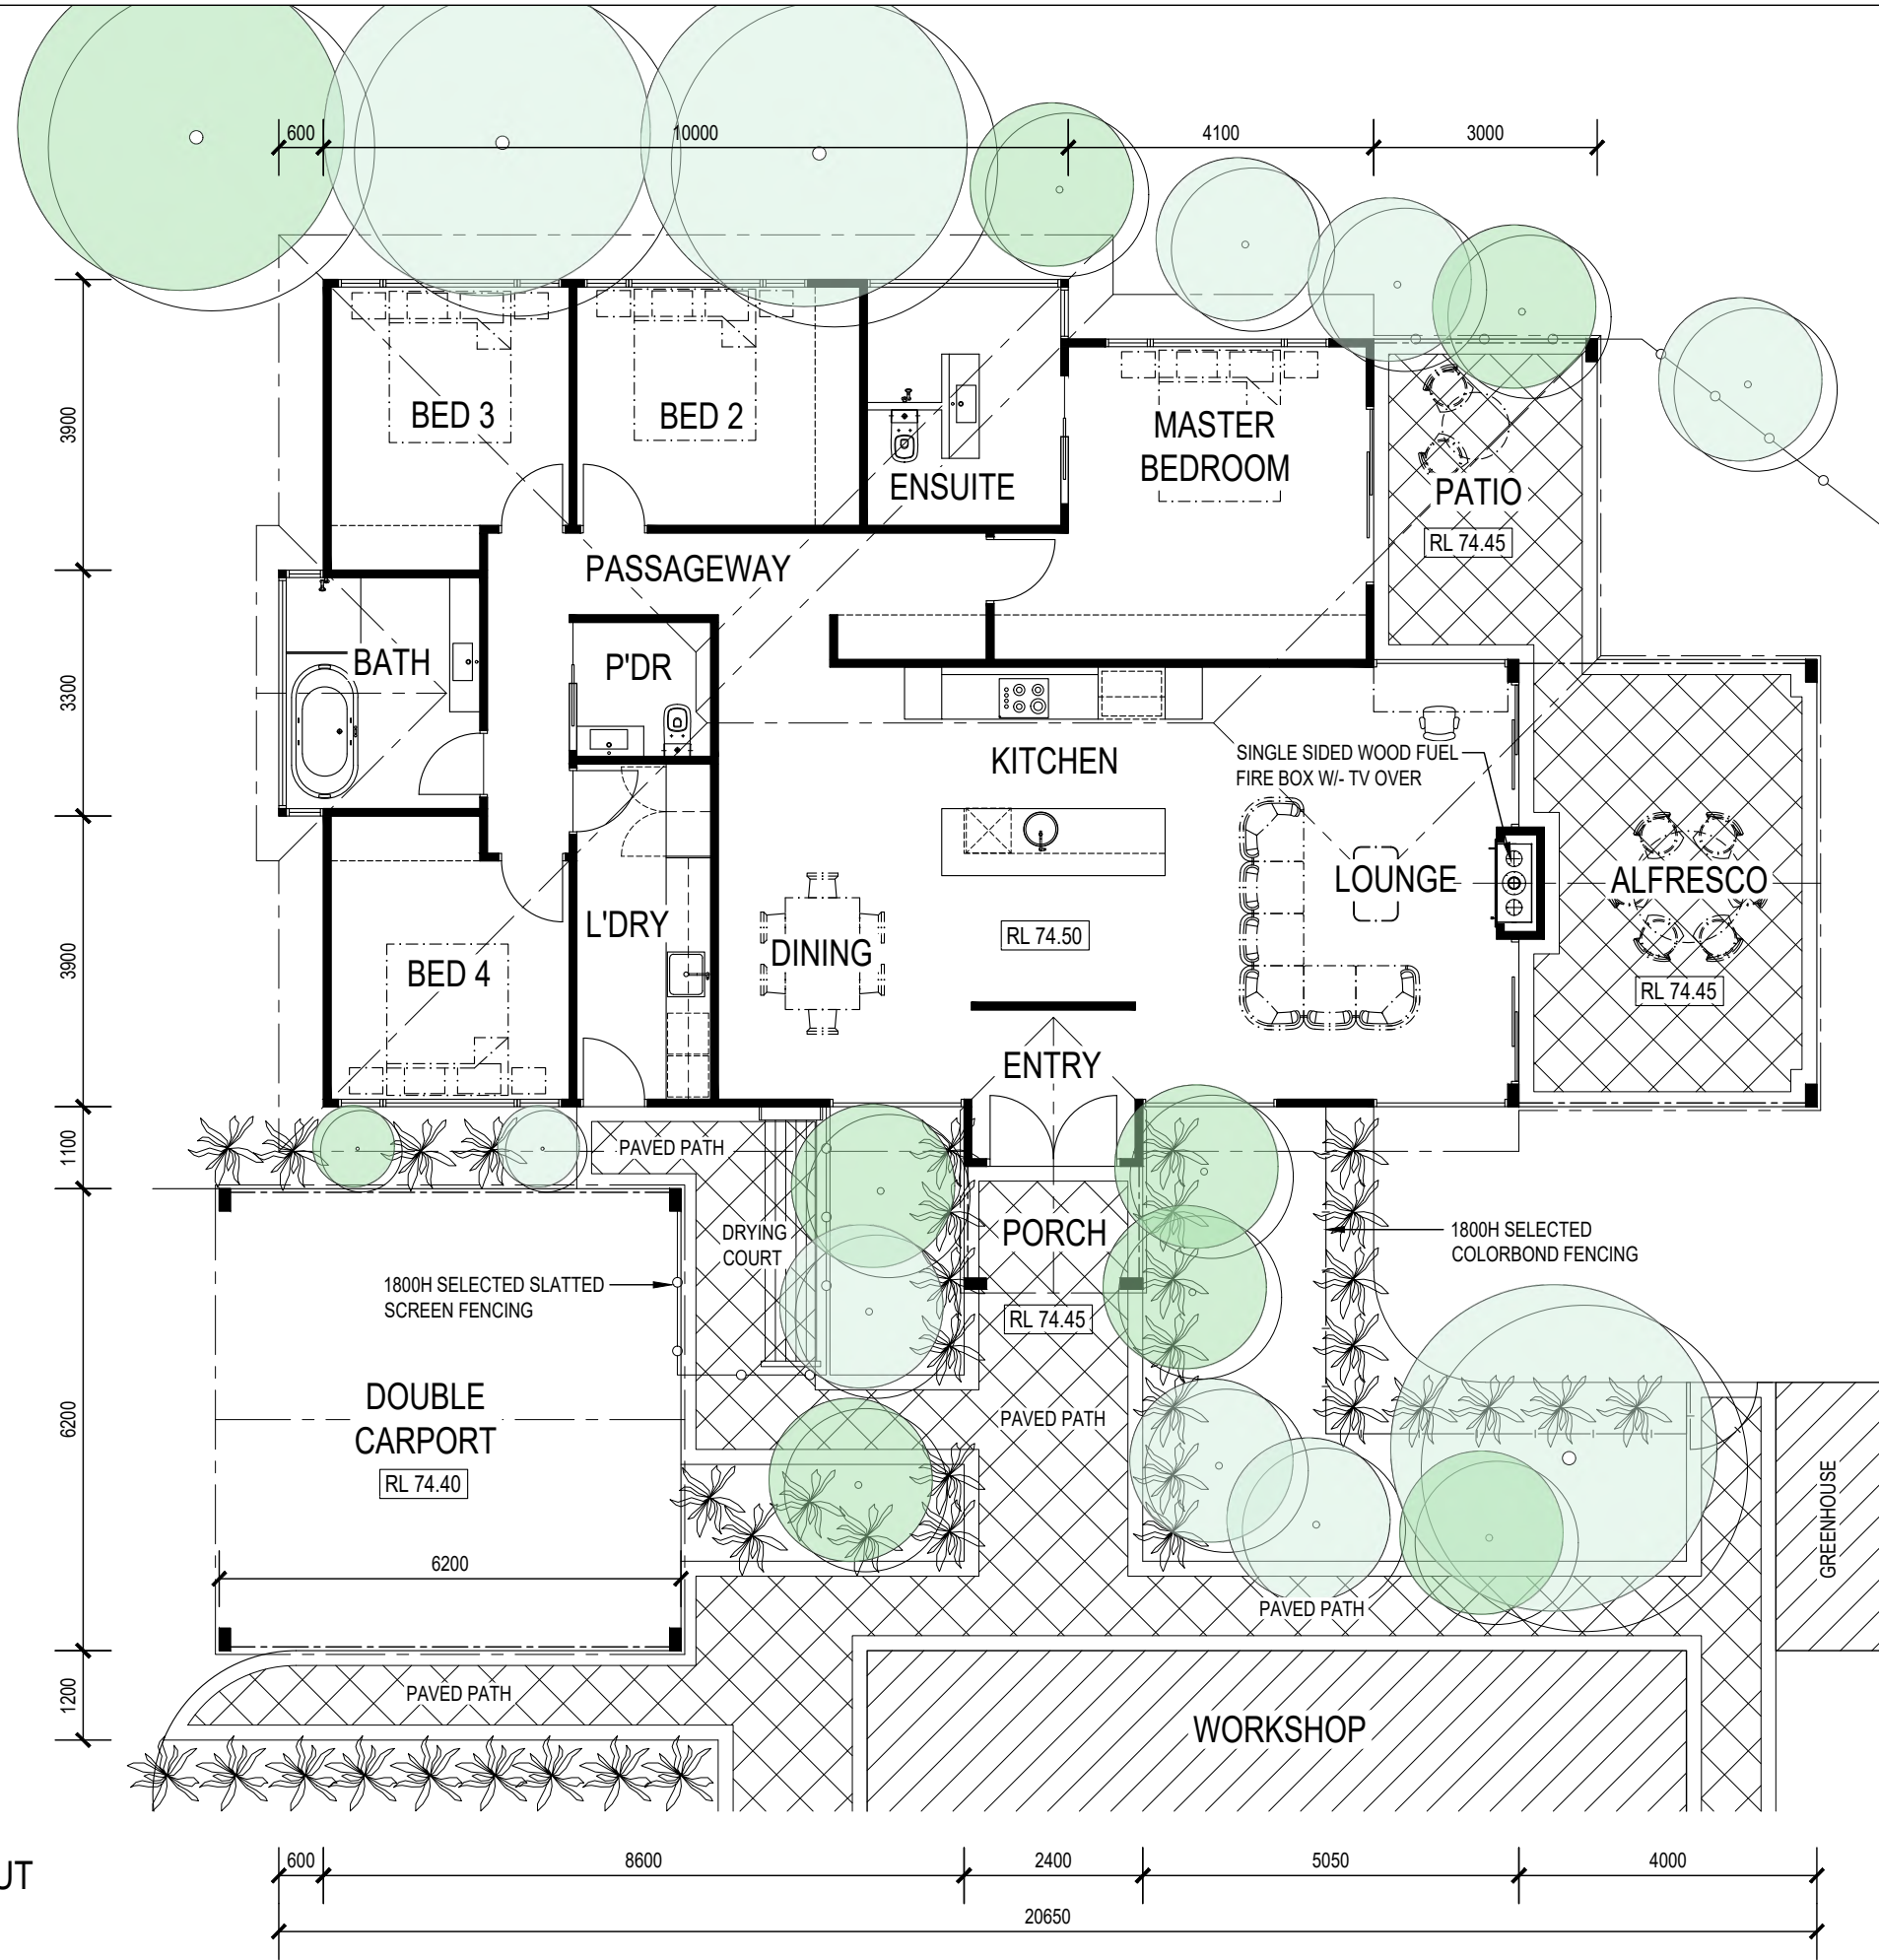 600
10000
4100
3000
3900
3300
3900
1100
6200
1200
BED 3
BED 2
ENSUITE
MASTER
BEDROOM
PATIO
RL 74.45
PASSAGEWAY
BATH
P'DR
KITCHEN
SINGLE SIDED WOOD FUEL
FIRE BOX W/- TV OVER
LOUNGE
ALFRESCO
RL 74.45
L'DRY
DINING
RL 74.50
BED 4
ENTRY
PAVED PATH
DRYING
COURT
PORCH
RL 74.45
1800H SELECTED
COLORBOND FENCING
1800H SELECTED SLATTED
SCREEN FENCING
DOUBLE
CARPORT
RL 74.40
6200
PAVED PATH
GREENHOUSE
PAVED PATH
PAVED PATH
WORKSHOP
UT
600
8600
2400
5050
4000
20650